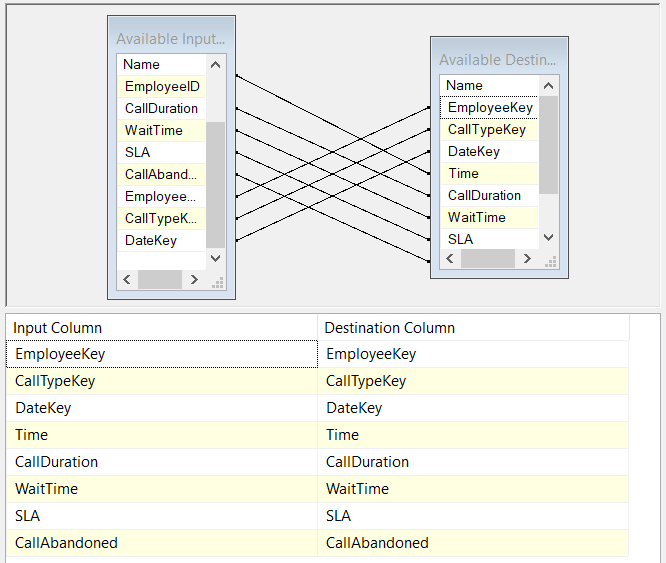 Available Input...
Name
EmployeeID
CallDuration
WaitTime
SLA
CallAband...
Employee...
CallTypeK...
DateKey
Available Destin...
Name
EmployeeKey
CallTypeKey
DateKey
Time
CallDuration
WaitTime
SLA
Input Column Destination Column
EmployeeKey EmployeeKey
CallTypeKey CallTypeKey
DateKey DateKey
Time Time
CallDuration CallDuration
WaitTime WaitTime
SLA SLA
CallAbandoned CallAbandoned